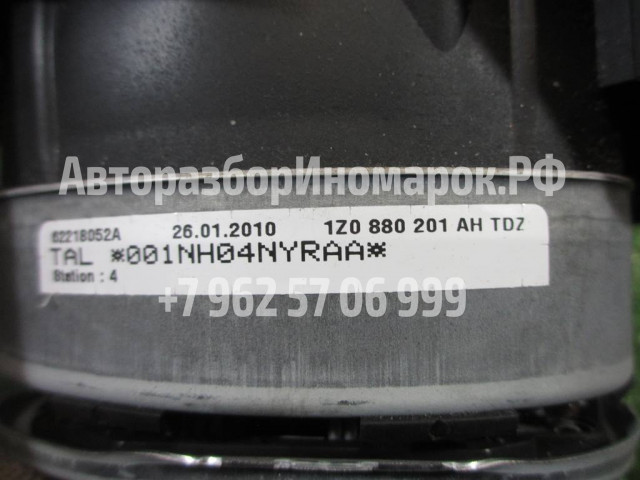 АвторазборИномарок.РФ
62218052A 26.01.2010 1Z0 880 201 AH TDZ
TAL *001NH04NYRAA*
Station : 4
+7 962 57 06 999